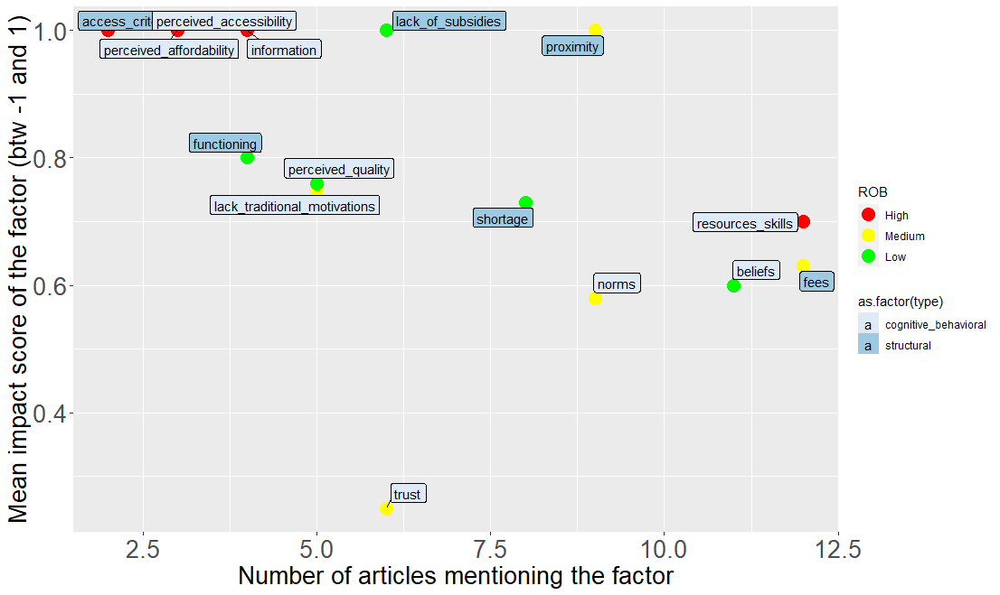 Mean impact score of the factor (btw -1 and 1)
1.0
0.8
0.6
0.4
access_crit
perceived_accessibility
lack_of_subsidies
perceived_affordability
information
proximity
functioning
perceived_quality
lack_traditional_motivations
shortage
resources_skills
beliefs
fees
norms
trust
2.5
5.0
7.5
10.0
12.5
Number of articles mentioning the factor
ROB
High
Medium
Low
as.factor(type)
a cognitive_behavioral
a structural